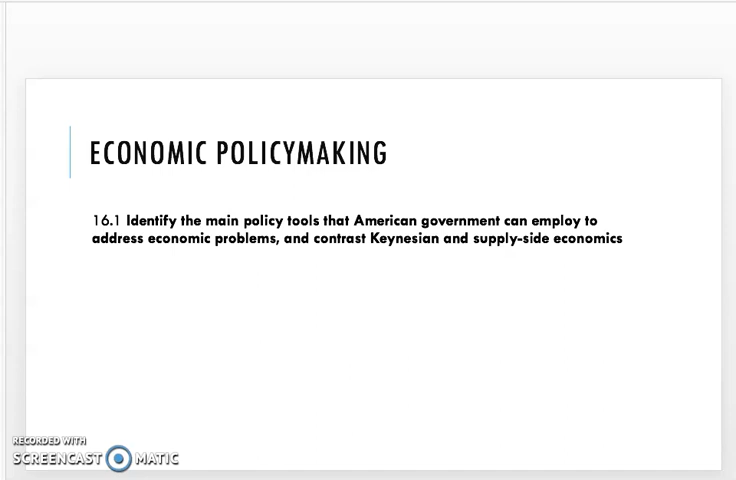 ECONOMIC POLICYMAKING
16.1 Identify the main policy tools that American government can employ to
address economic problems, and contrast Keynesian and supply-side economics
RECORDED WITH
SCREENCAST MATIC